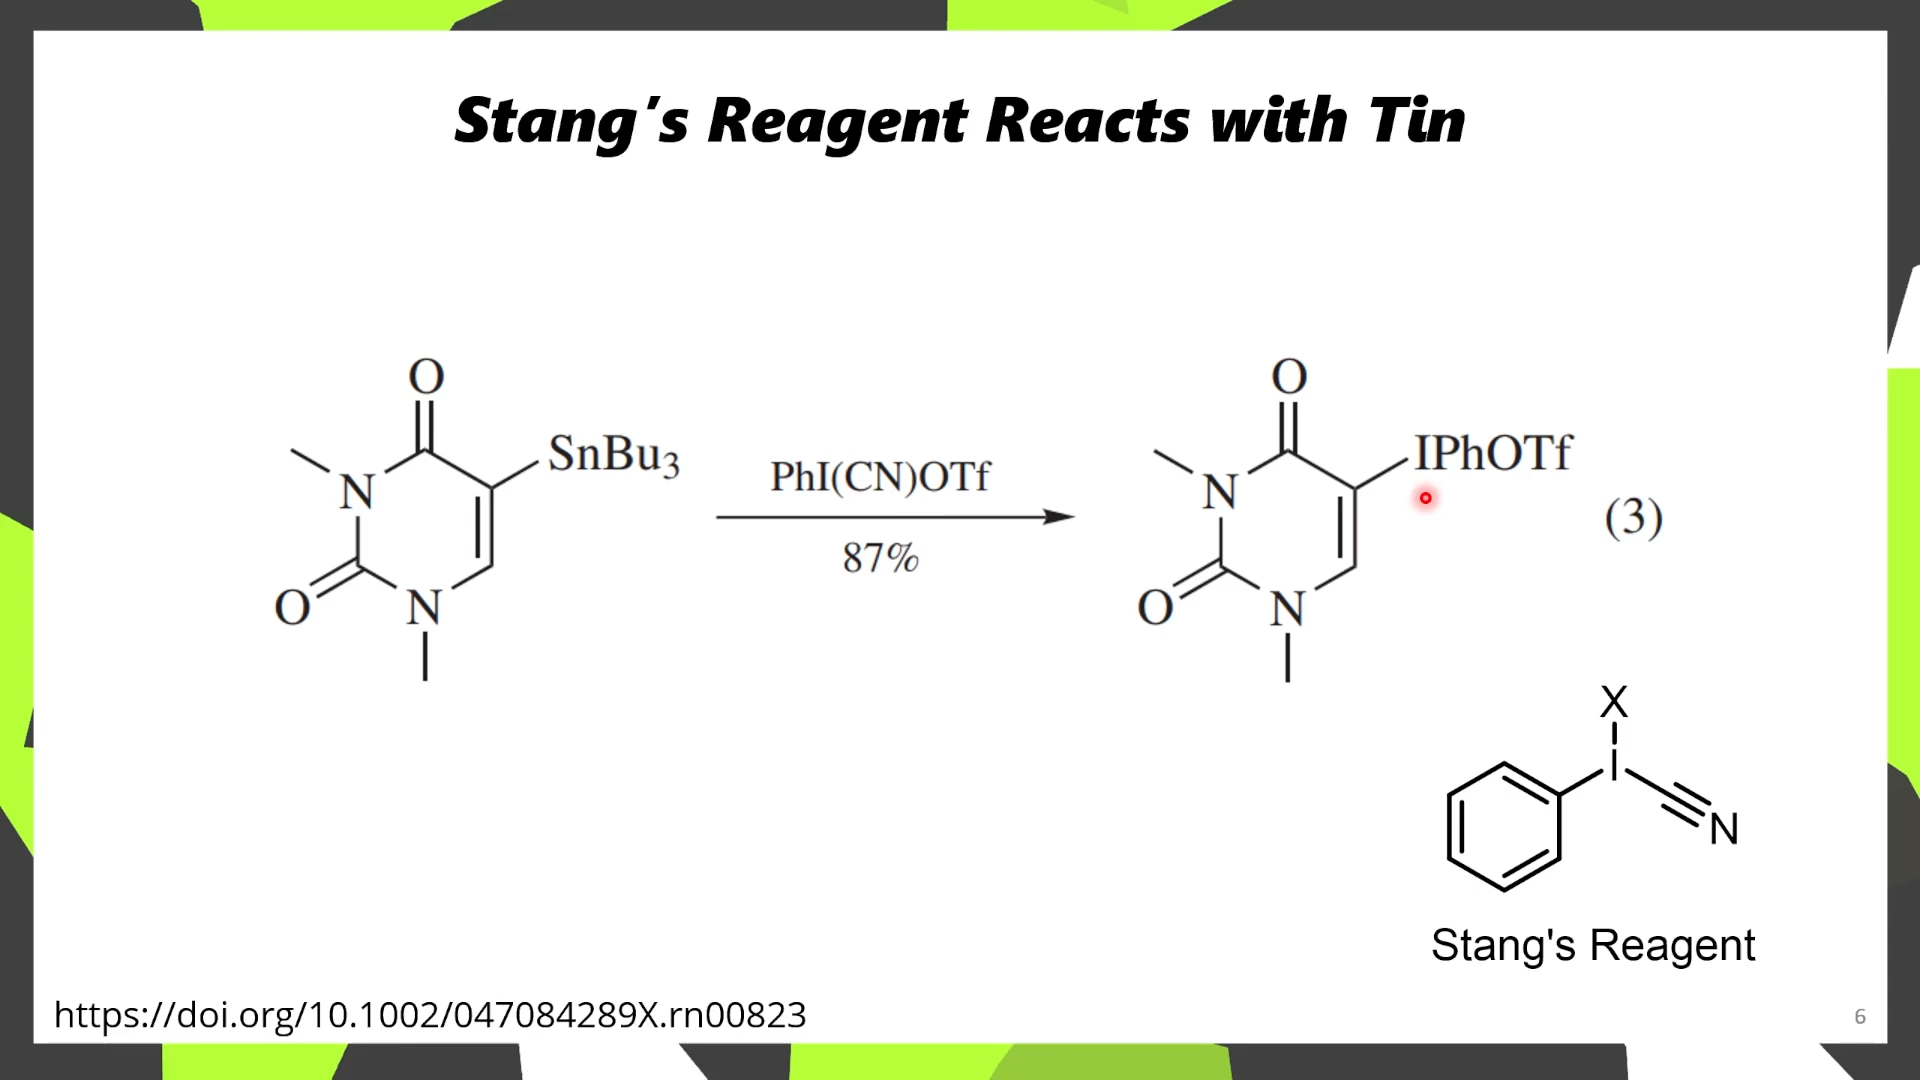 Stang's Reagent Reacts with Tin
O
SnBu3
N
O
N
PhI(CN)OTf
87%
O
IPhOTf
N
O
N
(3)
X
I
N
Stang's Reagent
https://doi.org/10.1002/047084289X.rn00823
6